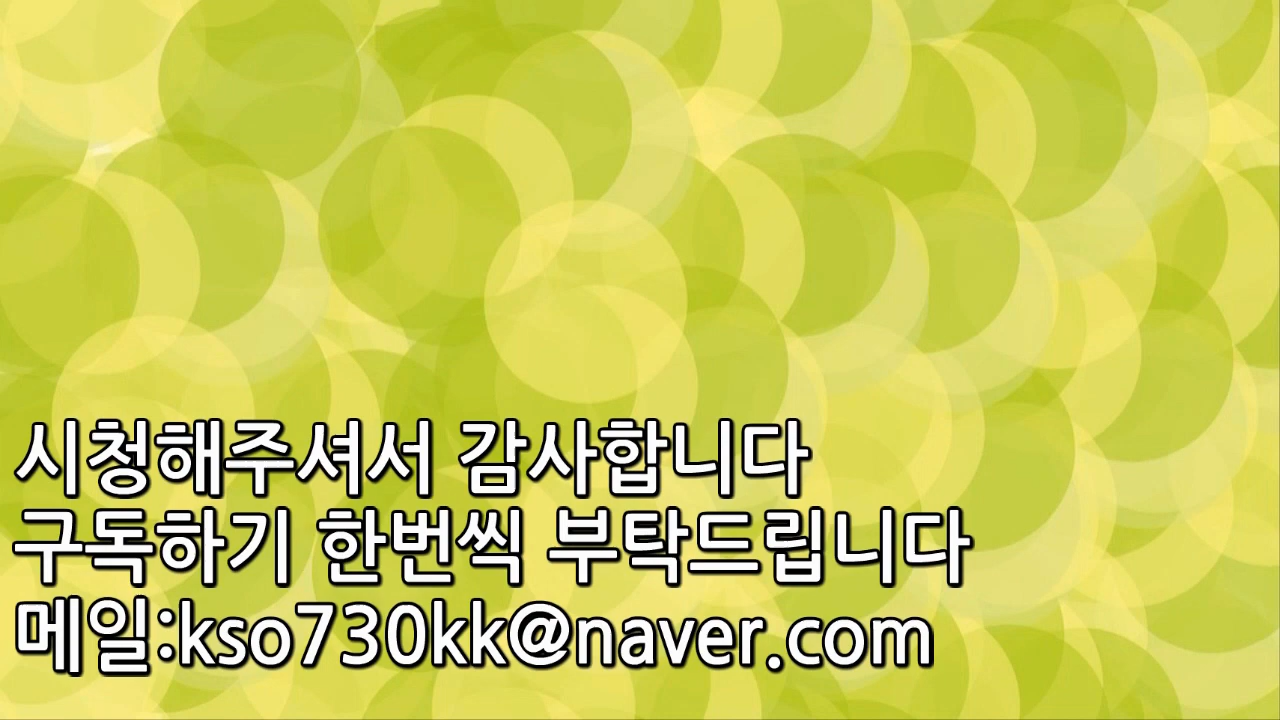 시청해주셔서 감사합니다
구독하기 한번씩 부탁드립니다
메일:kso730kk@naver.com